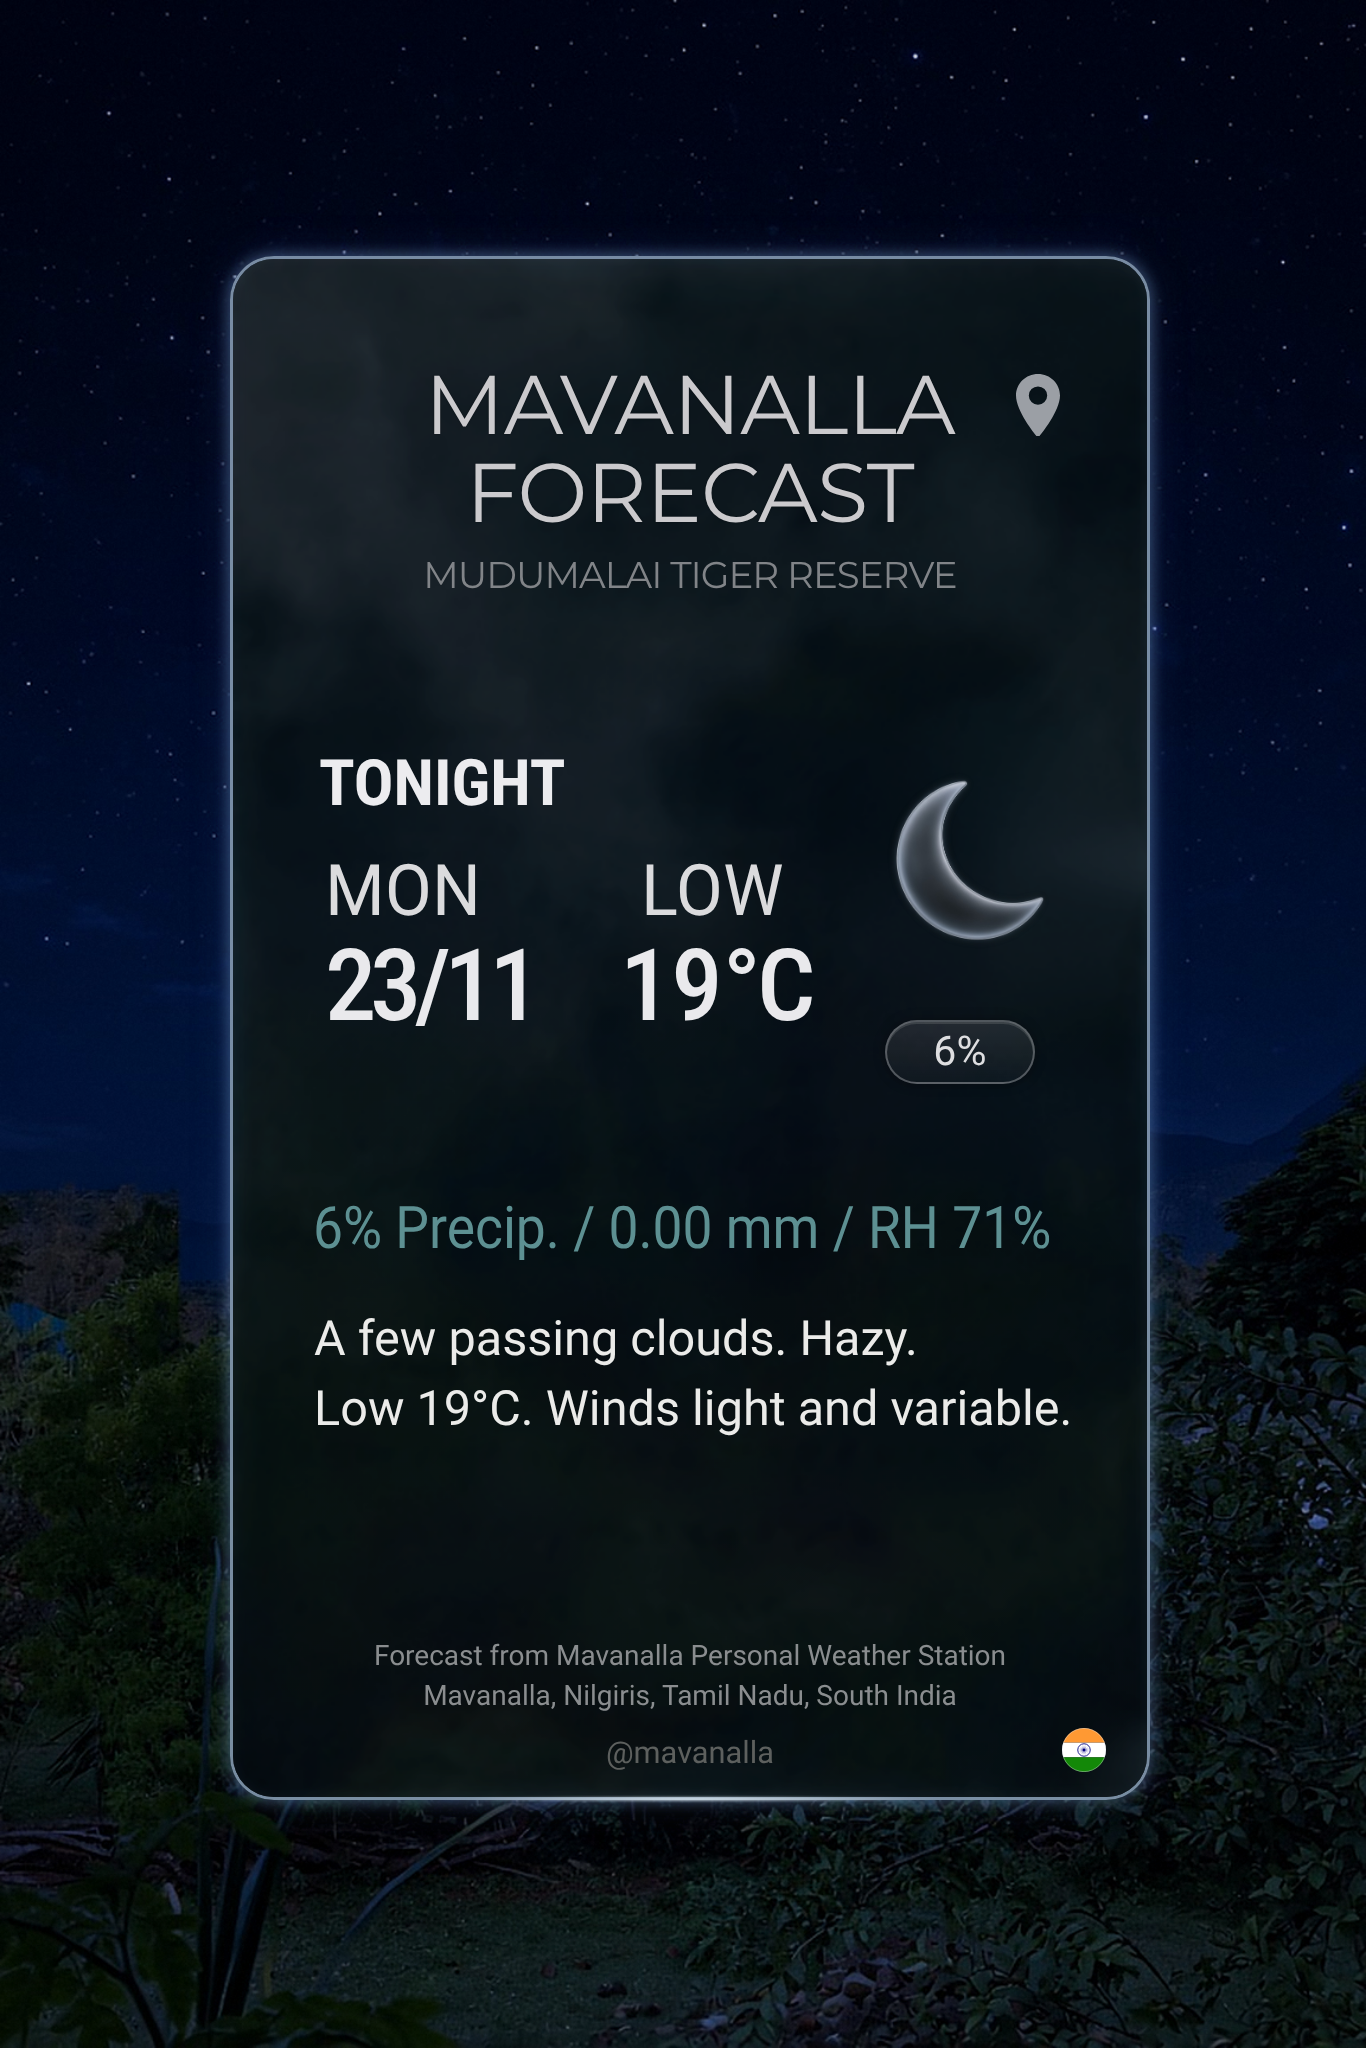 MAVANALLA
FORECAST
MUDUMALAI TIGER RESERVE
TONIGHT
MON LOW
23/11 19°C
6%
6% Precip. / 0.00 mm / RH 71%
A few passing clouds. Hazy.
Low 19°C. Winds light and variable.
Forecast from Mavanalla Personal Weather Station
Mavanalla, Nilgiris, Tamil Nadu, South India
@mavanalla